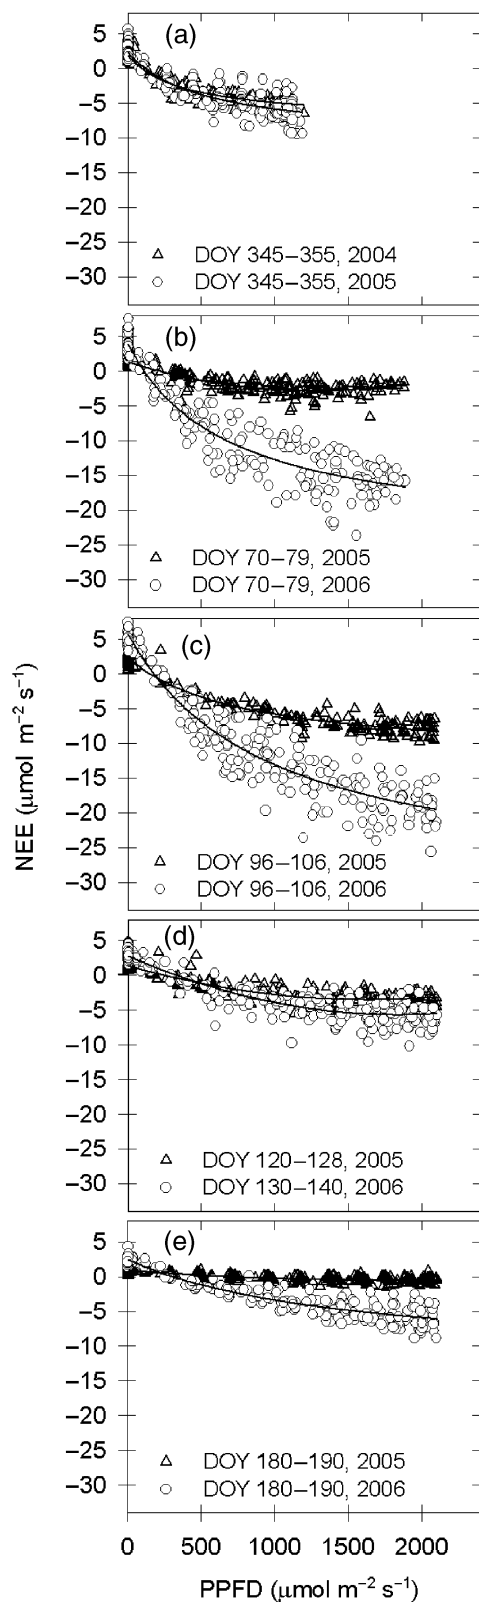 (a)
5
0
−5
−10
−15
−20
−25
−30
DOY 345−355, 2004
DOY 345−355, 2005
(b)
5
0
−5
−10
−15
−20
−25
−30
DOY 70−79, 2005
DOY 70−79, 2006
(c)
5
0
−5
−10
−15
−20
−25
−30
NEE (μmol m−2 s−1)
DOY 96−106, 2005
DOY 96−106, 2006
(d)
5
0
−5
−10
−15
−20
−25
−30
DOY 120−128, 2005
DOY 130−140, 2006
(e)
5
0
−5
−10
−15
−20
−25
−30
DOY 180−190, 2005
DOY 180−190, 2006
0 500 1000 1500 2000
PPFD (μmol m−2 s−1)